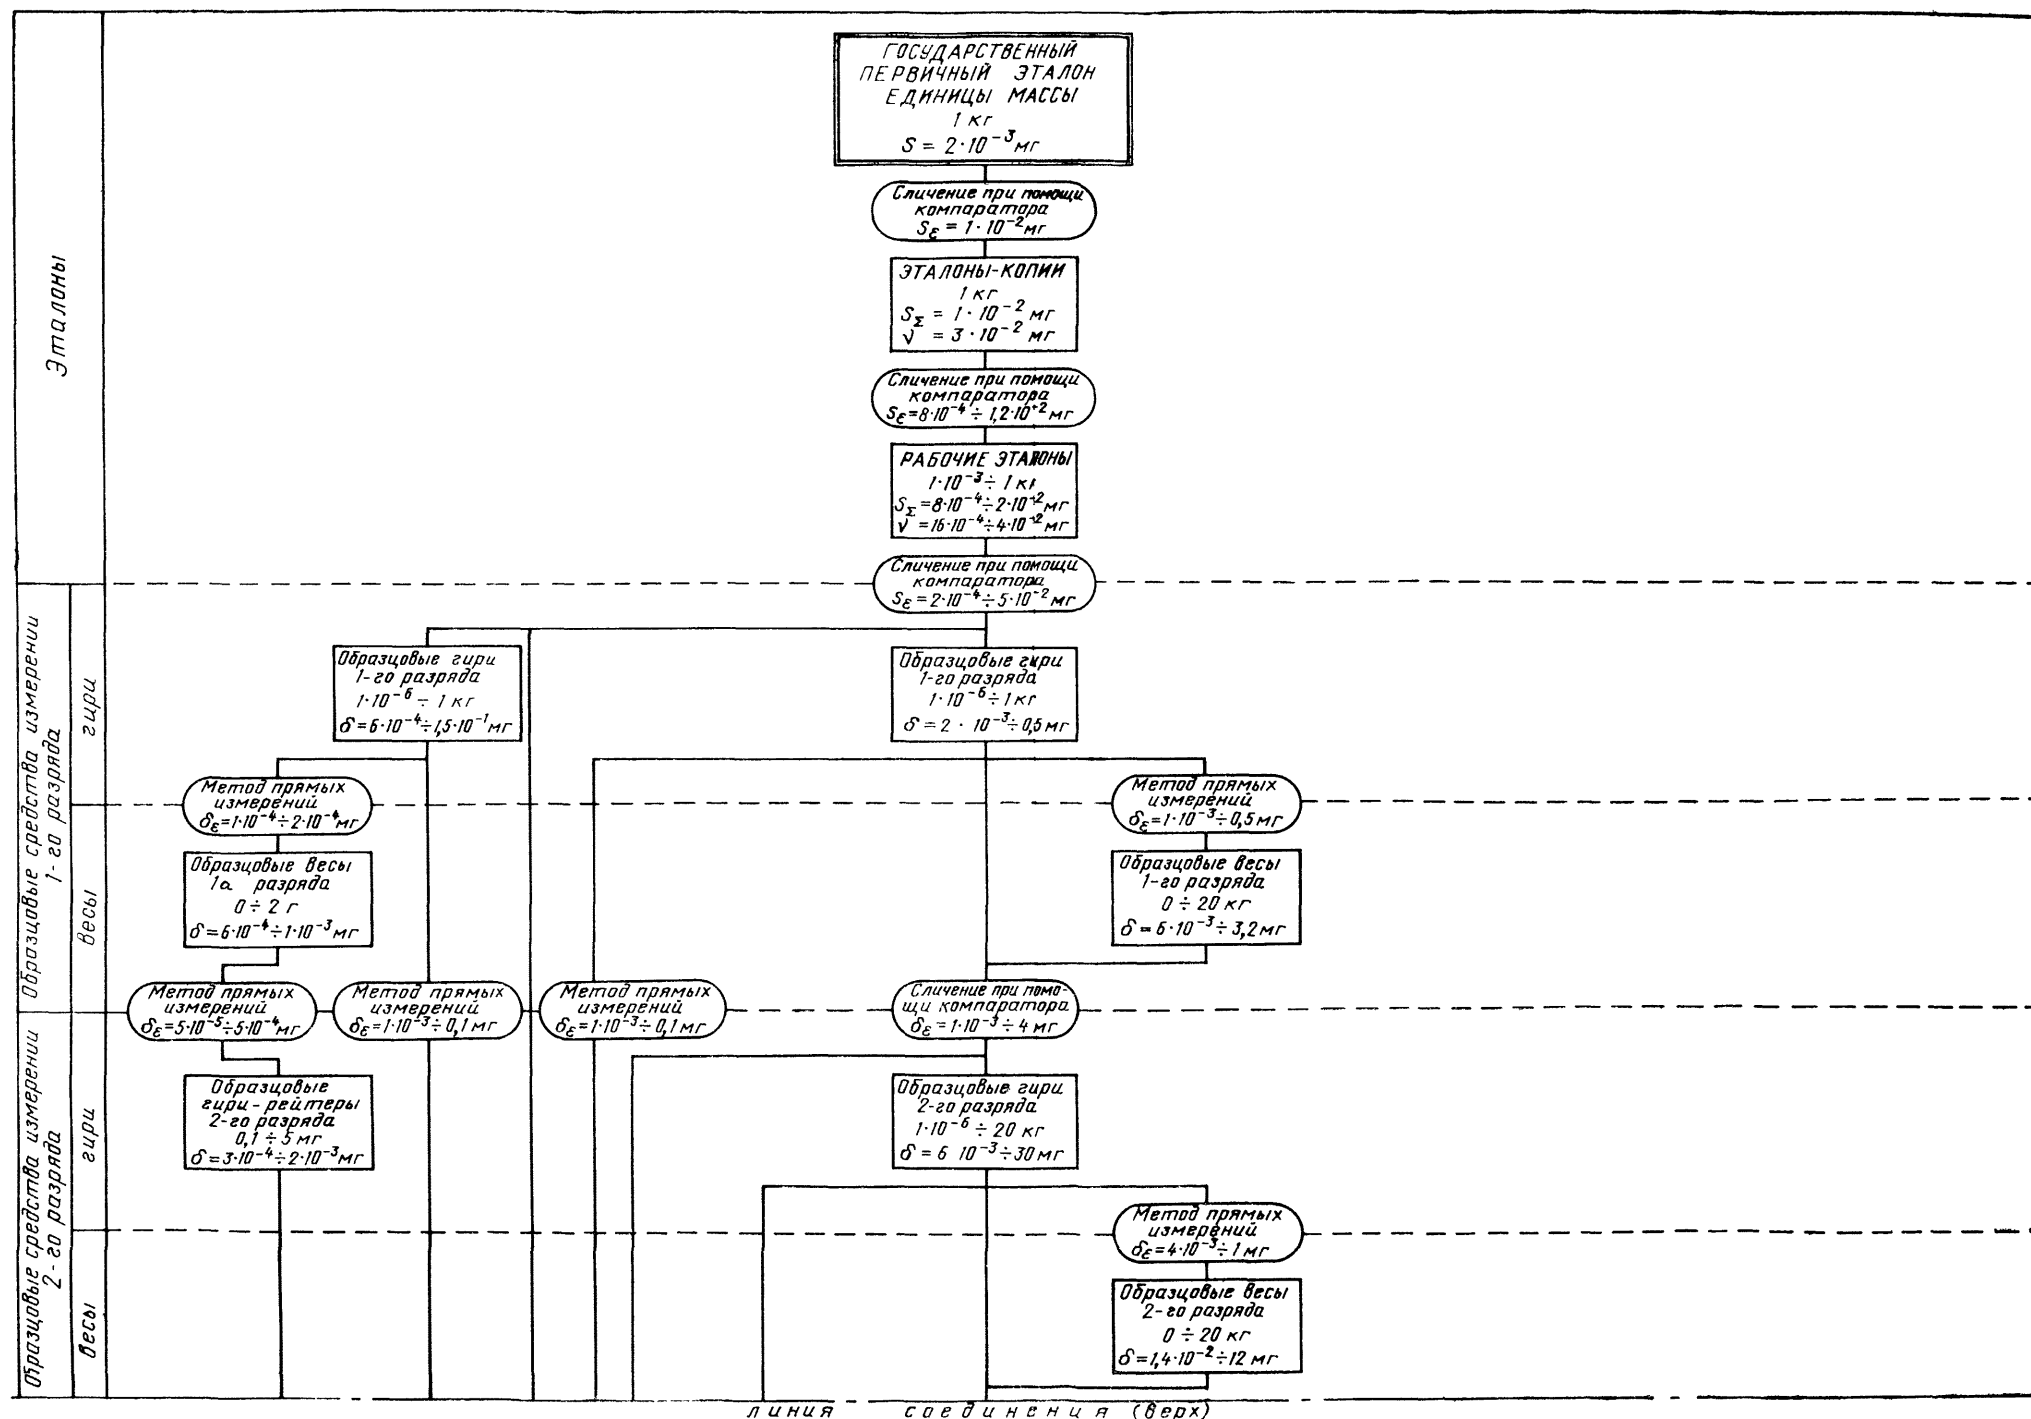 ГОСУДАРСТВЕННЫЙ
ПЕРВИЧНЫЙ ЭТАЛОН
ЕДИНИЦЫ МАССЫ
1 кг
S = 2·10⁻³ мг
Сличение при помощи
компаратора
Sε = 1·10⁻² мг
ЭТАЛОНЫ-КОПИИ
1 кг
S_Σ = 1·10⁻² мг
ν = 3·10⁻² мг
Сличение при помощи
компаратора
Sε=8·10⁻⁴ ÷ 1,2·10⁺² мг
РАБОЧИЕ ЭТАЛОНЫ
1·10⁻³ ÷ 1 кг
S_Σ =8·10⁻⁴÷2·10⁺² мг
ν =16·10⁻⁴÷4·10⁺² мг
Сличение при помощи
компаратора
Sε=2·10⁻⁴÷5·10⁻² мг
Эталоны
Образцовые средства измерений
1-го разряда
гири
весы
Образцовые гири
1-го разряда
1·10⁻⁶ ÷ 1 кг
δ=6·10⁻⁴÷1,5·10⁻¹ мг
Образцовые гири
1-го разряда
1·10⁻⁶ ÷ 1 кг
δ=2 · 10⁻³÷0,5 мг
Метод прямых
измерений
δε=1·10⁻⁴÷2·10⁻⁴ мг
Метод прямых
измерений
δε=1·10⁻³÷0,5 мг
Образцовые весы
1а разряда
0 ÷ 2 г
δ=6·10⁻⁴÷1·10⁻³ мг
Образцовые весы
1-го разряда
0 ÷ 20 кг
δ=6·10⁻³÷3,2 мг
Метод прямых
измерений
δε=5·10⁻⁵÷5·10⁻⁴ мг
Метод прямых
измерений
δε=1·10⁻³÷0,1 мг
Метод прямых
измерений
δε=1·10⁻³÷0,1 мг
Сличение при помо-
щи компаратора
δε=1·10⁻³÷4 мг
Образцовые средства измерений
2-го разряда
гири
весы
Образцовые
гири-рейтеры
2-го разряда
0,1 ÷ 5 мг
δ=3·10⁻⁴÷2·10⁻³ мг
Образцовые гири
2-го разряда
1·10⁻⁶ ÷ 20 кг
δ = 6 10⁻³÷30 мг
Метод прямых
измерений
δε=4·10⁻³÷1 мг
Образцовые весы
2-го разряда
0 ÷ 20 кг
δ=1,4·10⁻²÷12 мг
линия соединения (верх)